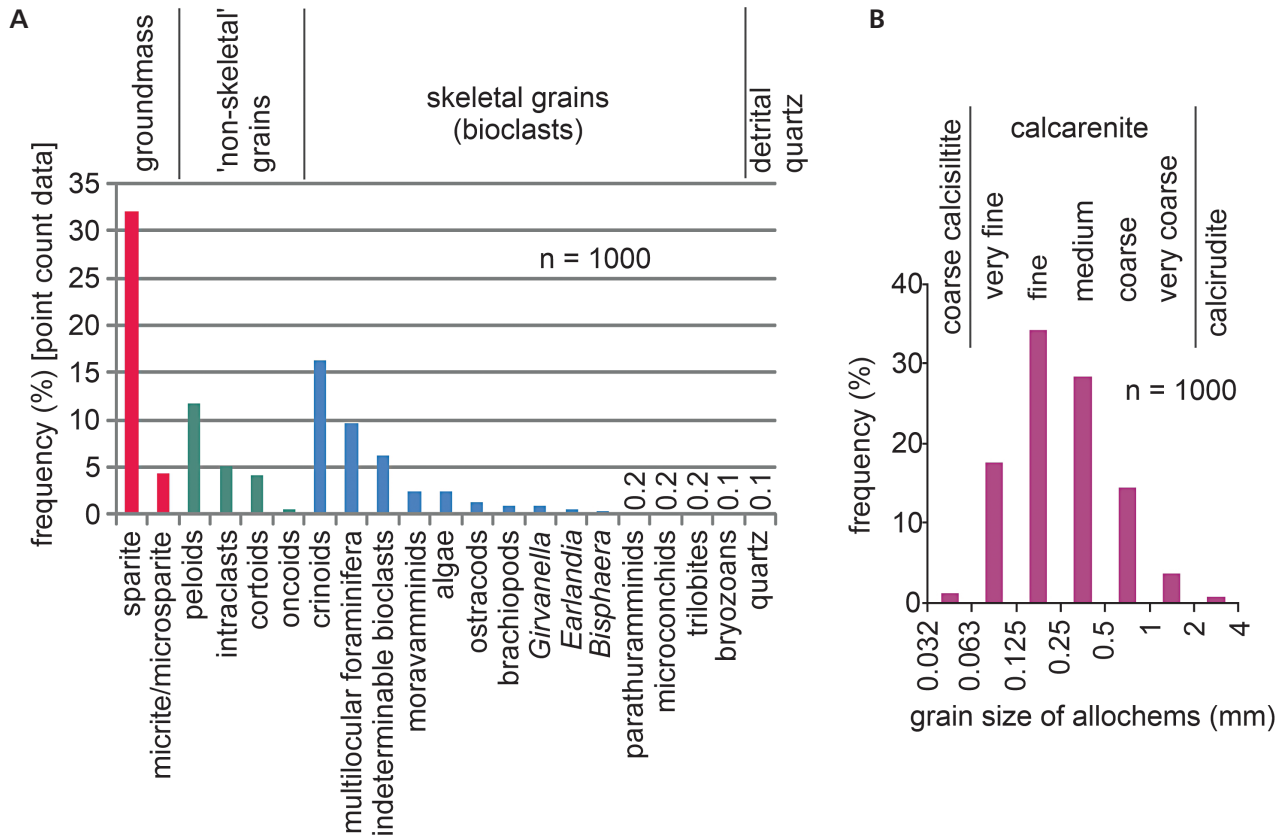 A
groundmass
'non-skeletal'
grains
skeletal grains
(bioclasts)
detrital
quartz
frequency (%) [point count data]
35
30
25
20
15
10
5
0
n = 1000
0.2
0.2
0.2
0.1
0.1
sparite
micrite/microsparite
peloids
intraclasts
cortoids
oncoids
crinoids
multilocular foraminifera
indeterminable bioclasts
moravamminids
algae
ostracods
brachiopods
Girvanella
Earlandia
Bisphaera
parathuramminids
microconchids
trilobites
bryozoans
quartz
B
calcarenite
coarse calcisiltite
very fine
fine
medium
coarse
very coarse
calcirudite
frequency (%)
40
30
20
10
0
n = 1000
0.032
0.063
0.125
0.25
0.5
1
2
4
grain size of allochems (mm)